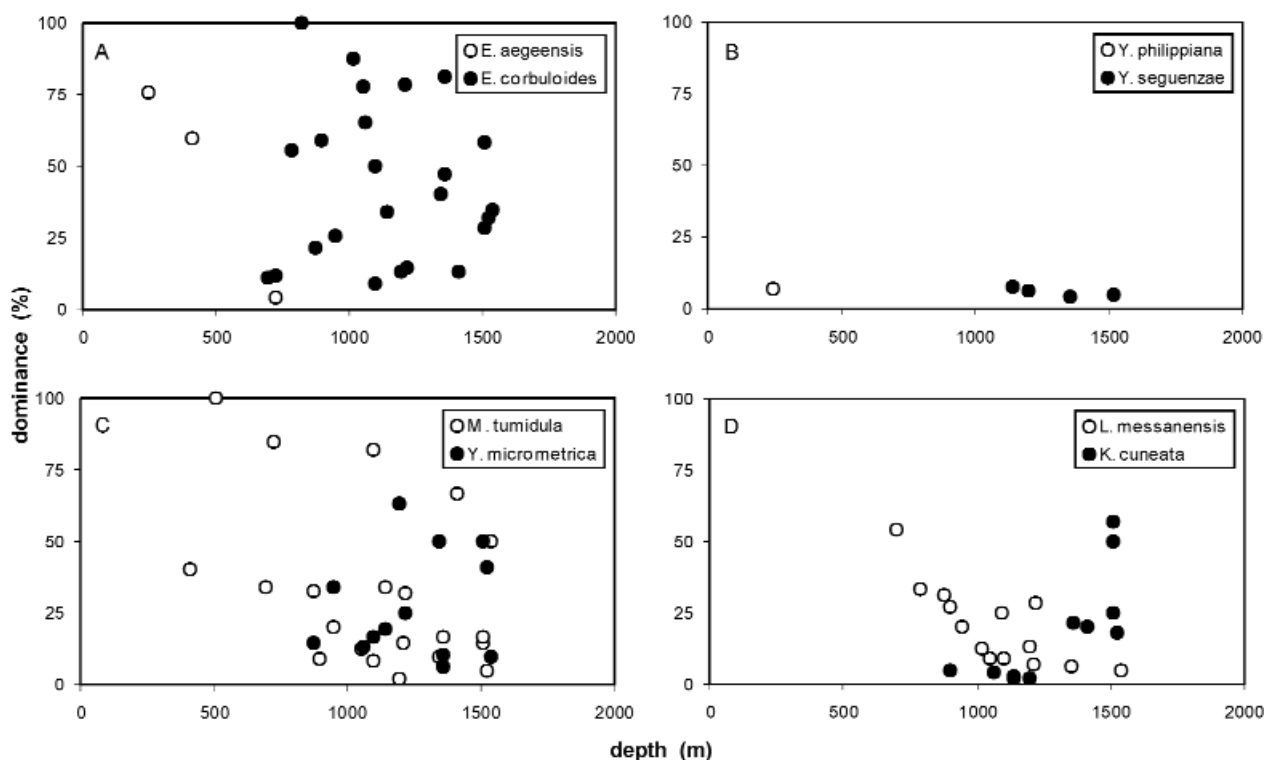 100
75
50
25
0
A
E. aegeensis
E. corbuloides
0 500 1000 1500 2000
100
75
50
25
0
B
Y. philippiana
Y. seguenzae
0 500 1000 1500 2000
dominance (%)
100
75
50
25
0
C
M. tumidula
Y. micrometrica
0 500 1000 1500 2000
100
75
50
25
0
D
L. messanensis
K. cuneata
0 500 1000 1500 2000
depth (m)